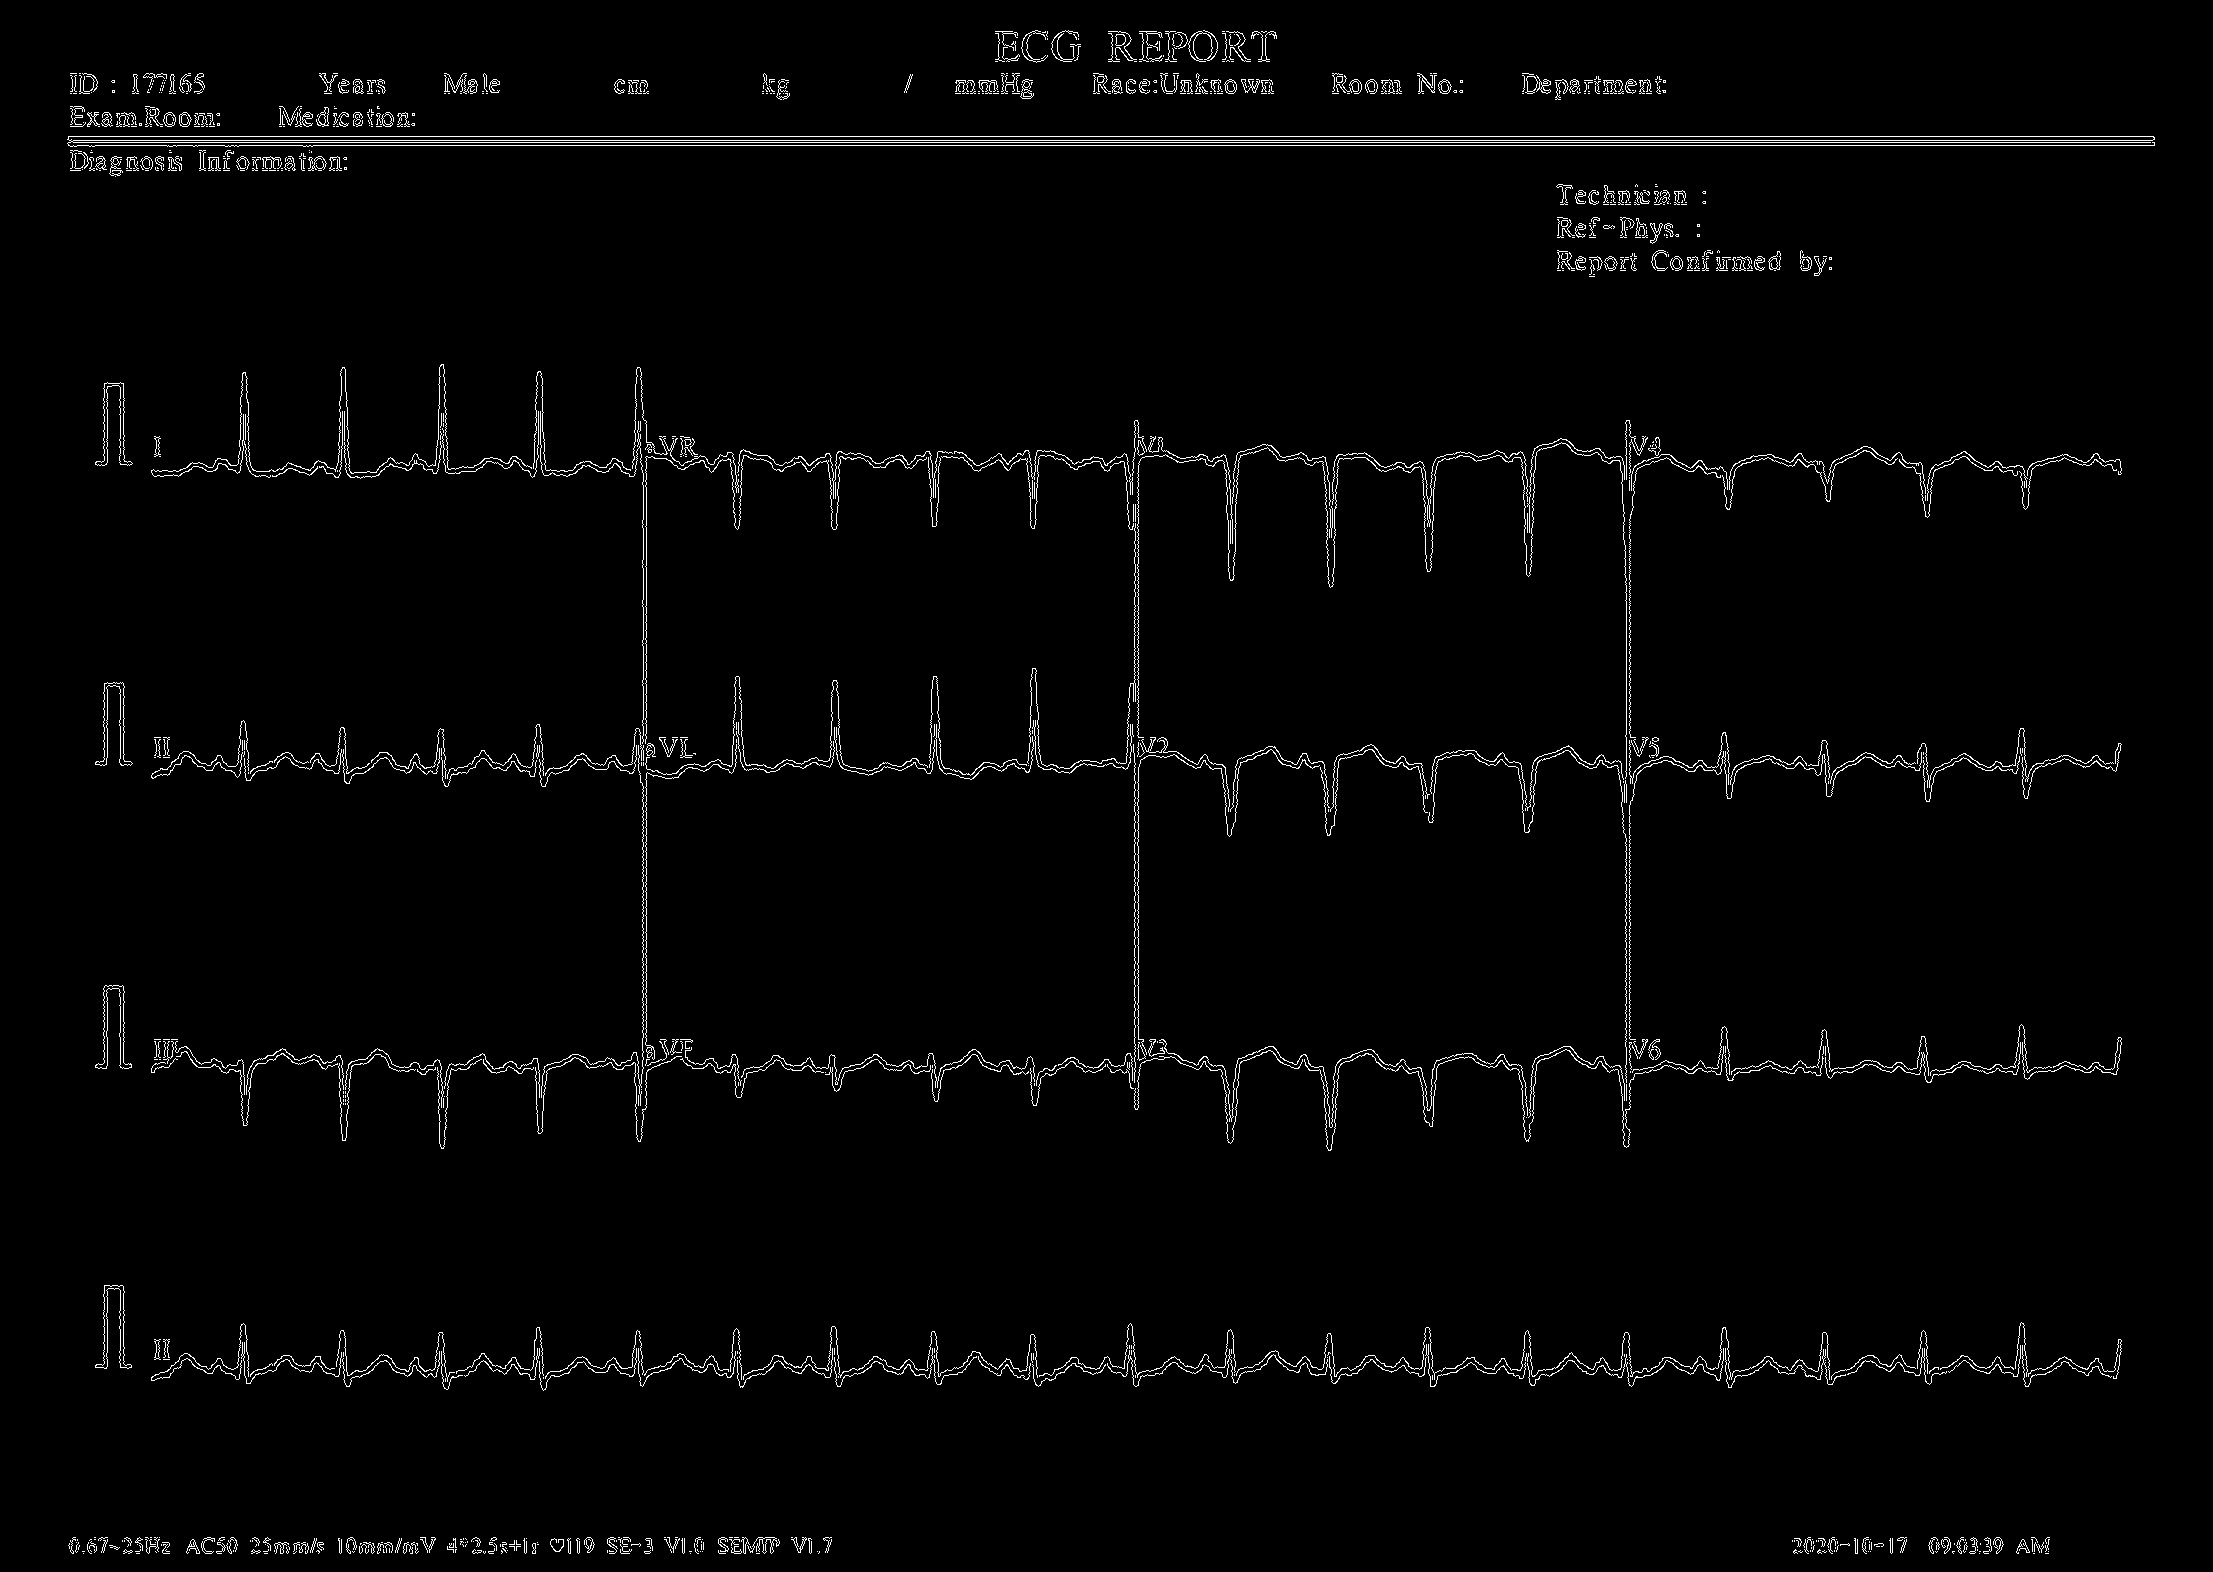 ECG REPORT
ID : 177165 Years Male cm kg / mmHg Race:Unknown Room No.: Department:
Exam.Room: Medication:
Diagnosis Information:
Technician :
Ref-Phys. :
Report Confirmed by:
I aVR V1 V4
II aVL V2 V5
III aVF V3 V6
II
0.67~25Hz AC50 25mm/s 10mm/mV 4*2.5s+1r ♡119 SE-3 V1.0 SEMIP V1.7 2020-10-17 09:03:39 AM